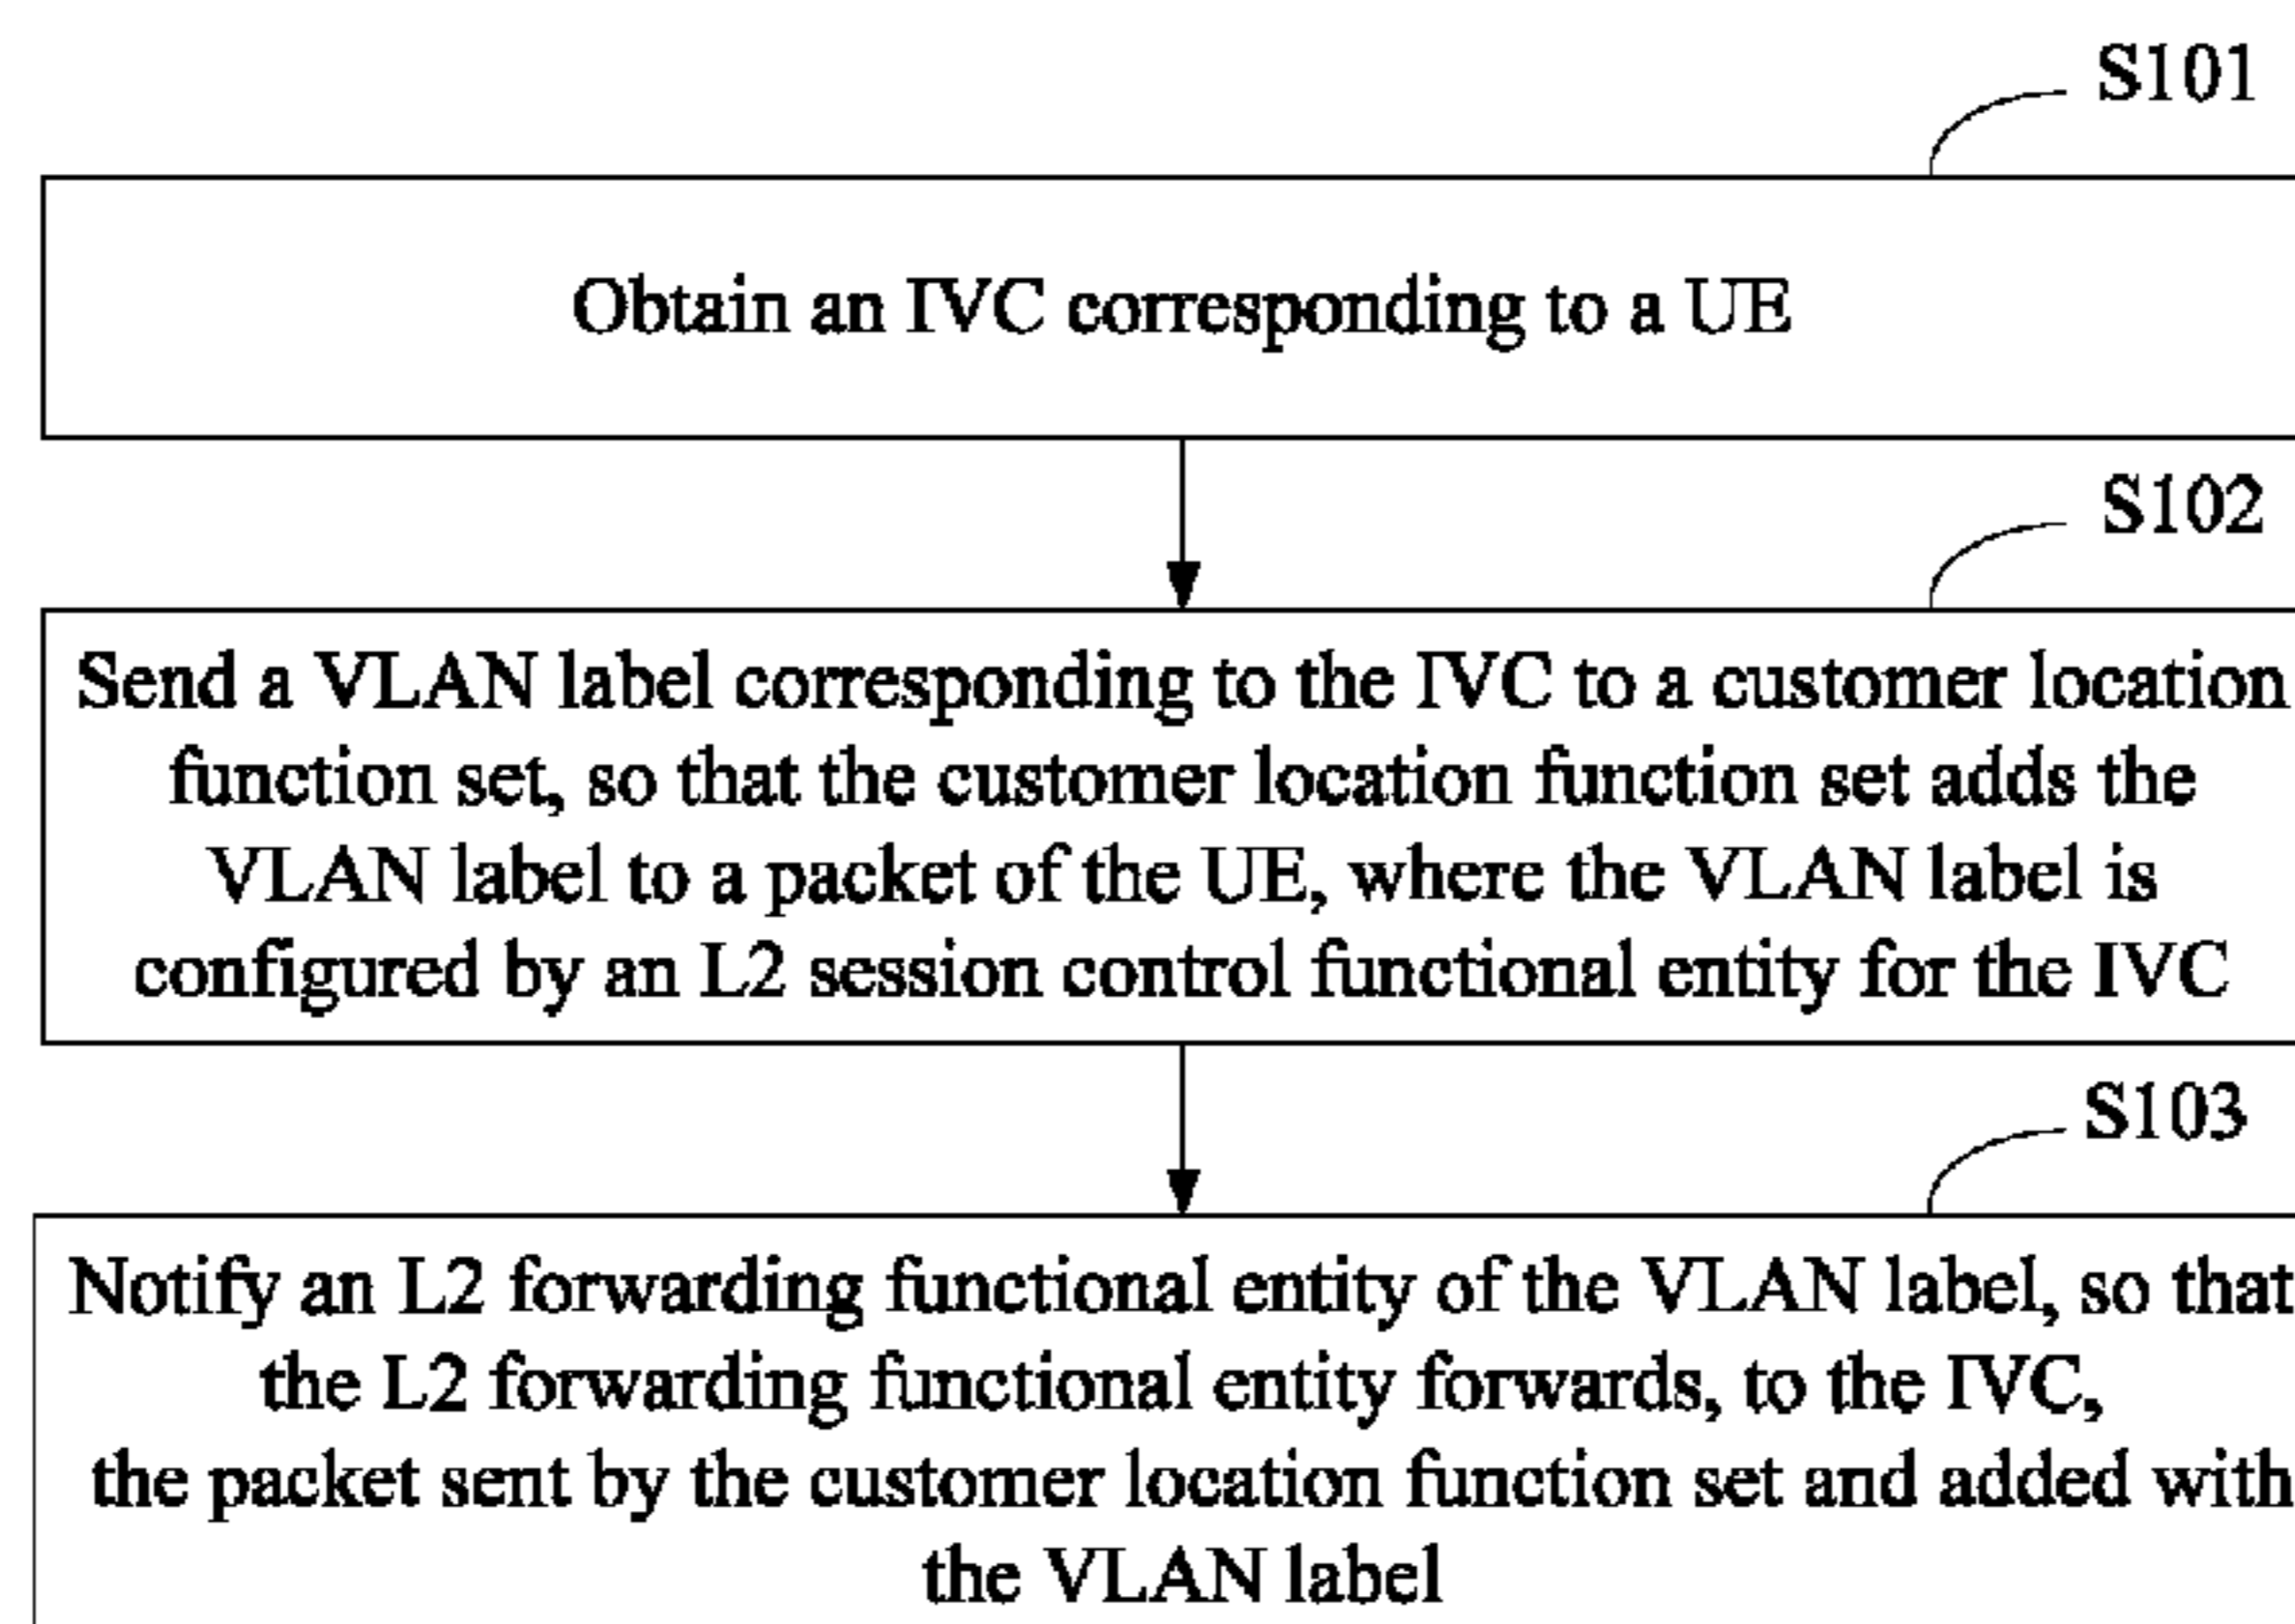 S101
Obtain an IVC corresponding to a UE
S102
Send a VLAN label corresponding to the IVC to a customer location
function set, so that the customer location function set adds the
VLAN label to a packet of the UE, where the VLAN label is
configured by an L2 session control functional entity for the IVC
S103
Notify an L2 forwarding functional entity of the VLAN label, so that
the L2 forwarding functional entity forwards, to the IVC,
the packet sent by the customer location function set and added with
the VLAN label